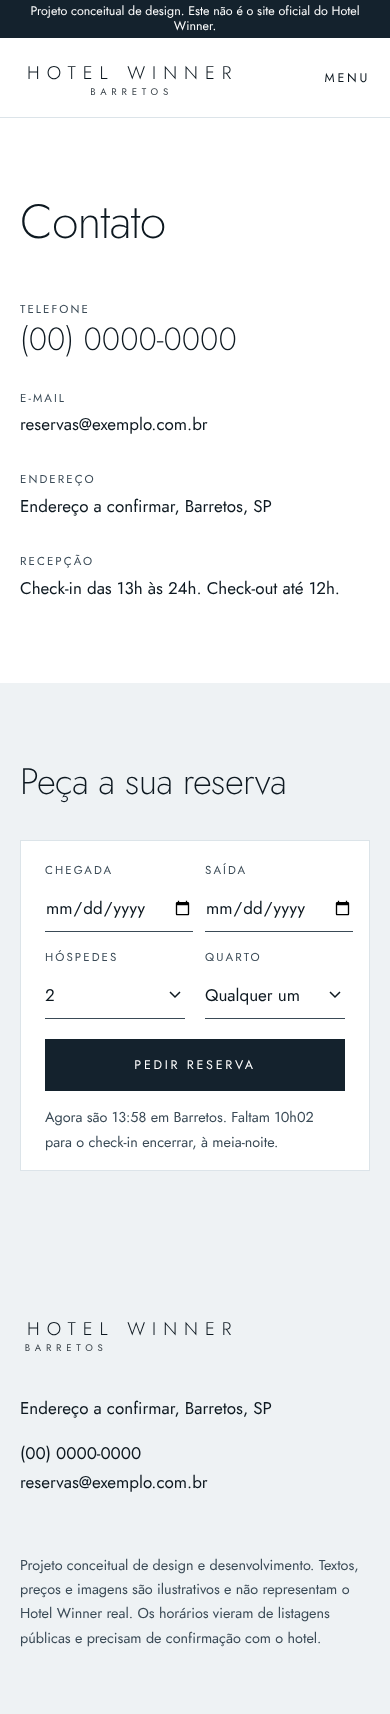 Projeto conceitual de design. Este não é o site oficial do Hotel
Winner.
HOTEL WINNER
BARRETOS
MENU
Contato
TELEFONE
(00) 0000-0000
E-MAIL
reservas@exemplo.com.br
ENDEREÇO
Endereço a confirmar, Barretos, SP
RECEPÇÃO
Check-in das 13h às 24h. Check-out até 12h.
Peça a sua reserva
CHEGADA
SAÍDA
mm/dd/yyyy
mm/dd/yyyy
HÓSPEDES
QUARTO
2
Qualquer um
PEDIR RESERVA
Agora são 13:58 em Barretos. Faltam 10h02
para o check-in encerrar, à meia-noite.
HOTEL WINNER
BARRETOS
Endereço a confirmar, Barretos, SP
(00) 0000-0000
reservas@exemplo.com.br
Projeto conceitual de design e desenvolvimento. Textos,
preços e imagens são ilustrativos e não representam o
Hotel Winner real. Os horários vieram de listagens
públicas e precisam de confirmação com o hotel.